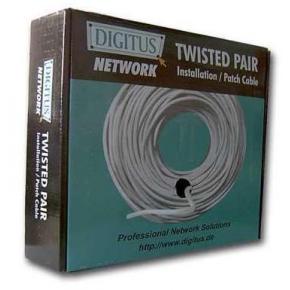 DIGITUS
NETWORK
TWISTED PAIR
Installation / Patch Cable
Professional Network Solutions
http://www.digitus.de
DIGITUS
NETWORK
TWISTED PAIR
Installation / Patch Cable